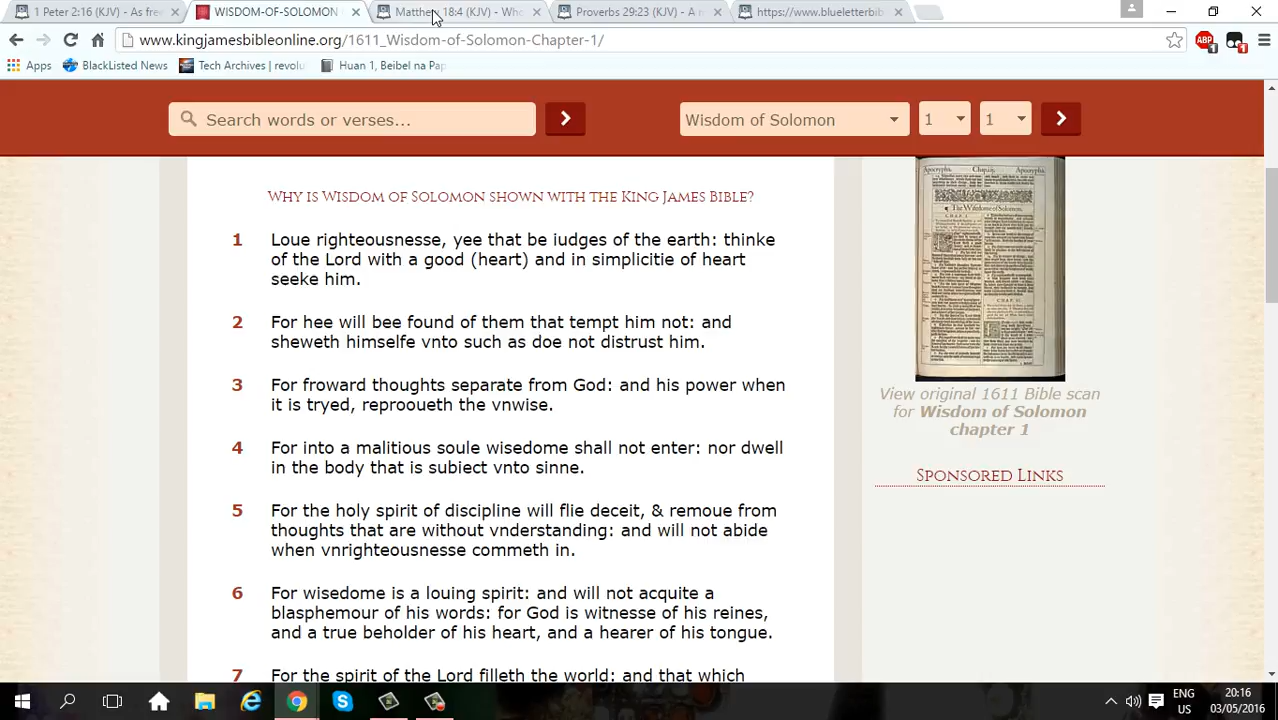 1 Peter 2:16 (KJV) - As free
WISDOM-OF-SOLOMON
Matthew 18:4 (KJV) - Who
Proverbs 29:23 (KJV) - A m
https://www.blueletterbib
www.kingjamesbibleonline.org/1611_Wisdom-of-Solomon-Chapter-1/
ABP 1 1
Apps BlackListed News Tech Archives | revolu Huan 1, Beibel na Pap
Search words or verses...
Wisdom of Solomon 1 1
Why is Wisdom of Solomon shown with the King James Bible?
1 Loue righteousnesse, yee that be iudges of the earth: thinke
of the Lord with a good (heart) and in simplicitie of heart
seeke him.
2 For hee will bee found of them that tempt him not: and
sheweth himselfe vnto such as doe not distrust him.
3 For froward thoughts separate from God: and his power when
it is tryed, reprooueth the vnwise.
4 For into a malitious soule wisedome shall not enter: nor dwell
in the body that is subiect vnto sinne.
5 For the holy spirit of discipline will flie deceit, & remoue from
thoughts that are without vnderstanding: and will not abide
when vnrighteousnesse commeth in.
6 For wisedome is a louing spirit: and will not acquite a
blasphemour of his words: for God is witnesse of his reines,
and a true beholder of his heart, and a hearer of his tongue.
7 For the spirit of the Lord filleth the world: and that which
View original 1611 Bible scan
for Wisdom of Solomon
chapter 1
Sponsored Links
ENG
US
20:16
03/05/2016